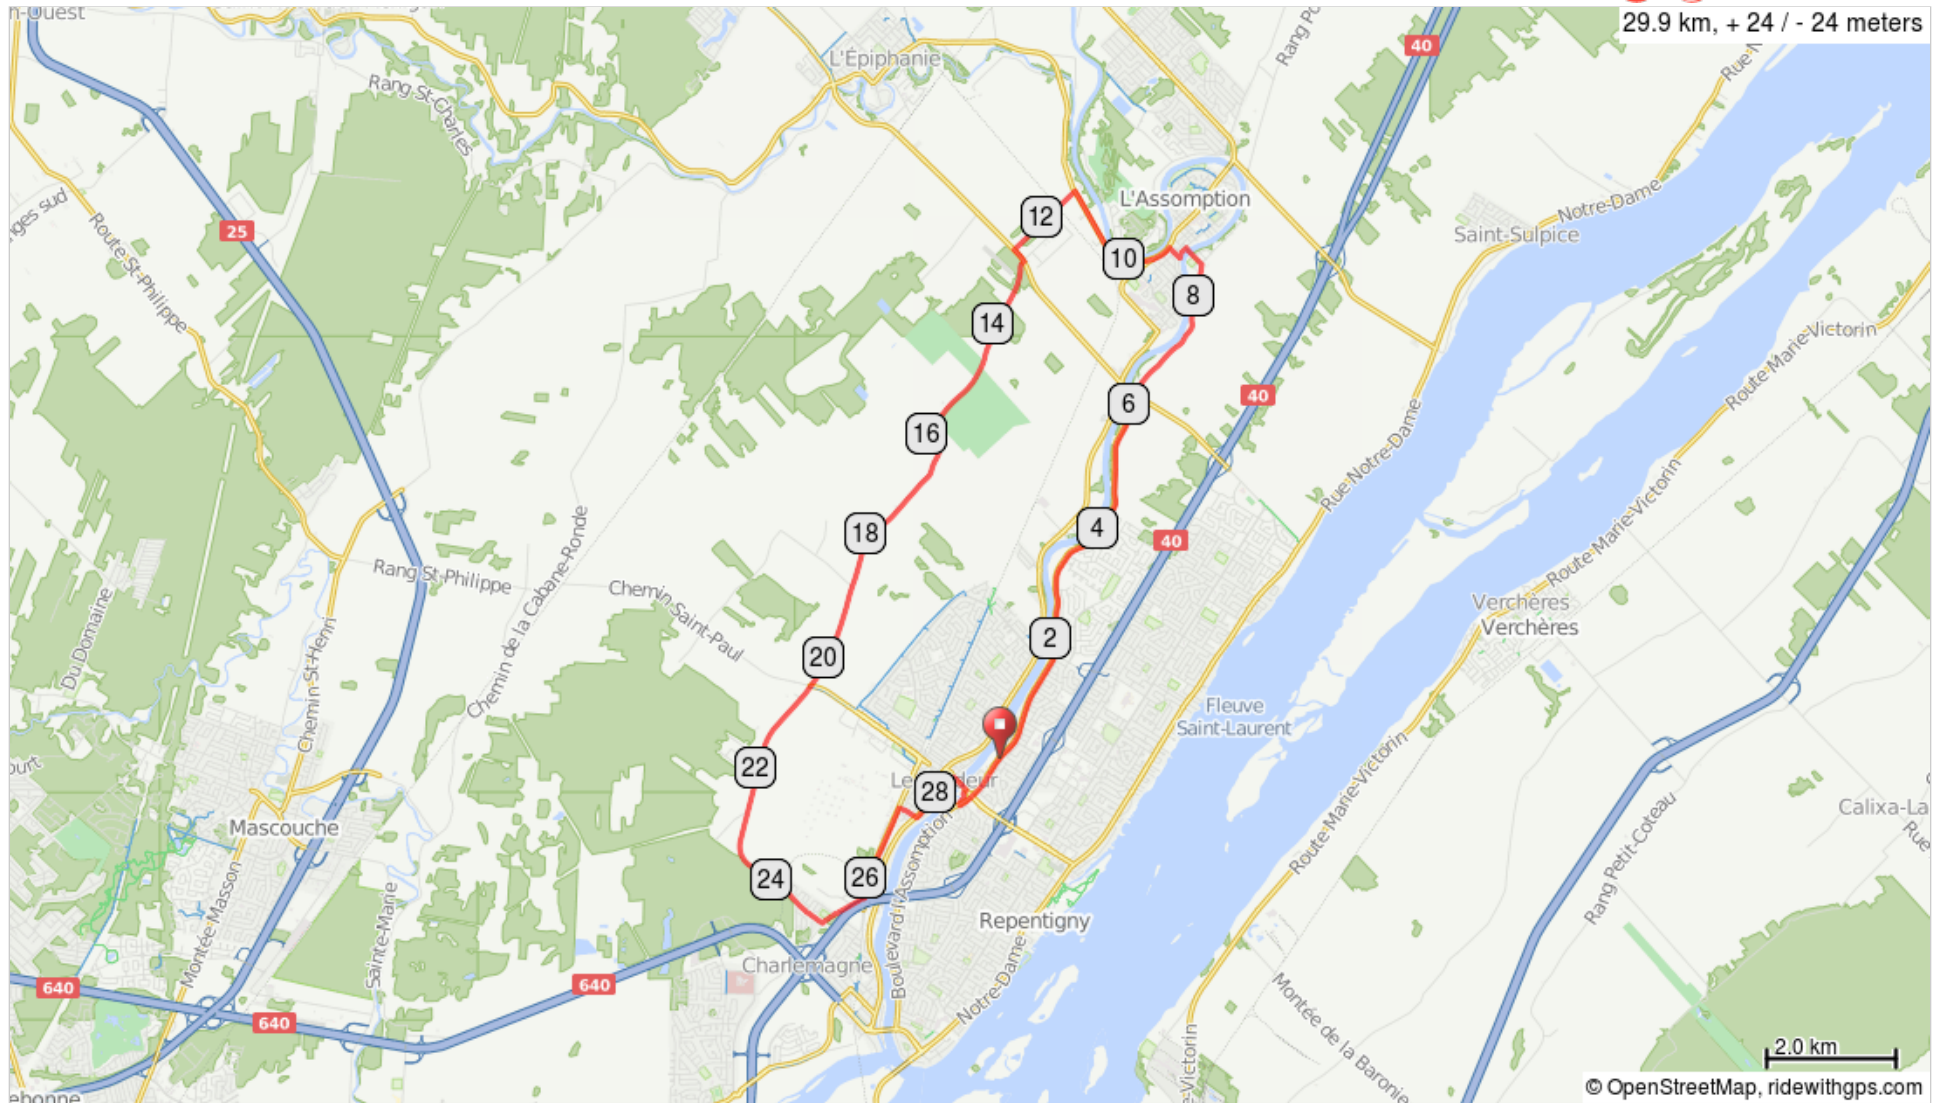 n-Ouest
29.9 km, + 24 / - 24 meters
40
L'Épiphanie
Rang St-Charles
12
L'Assomption
Notre-Dame
Saint-Sulpice
25
Route St-Philippe
10
8
14
Route Marie-Victorin
6
40
16
Rue Notre-Dame
18
4
40
Route Marie-Victorin
Rang St-Philippe
Chemin Saint-Paul
Chemin de la Cabane-Ronde
Du Domaine
Chemin St-Henri
Verchères
Verchères
2
20
Fleuve
Saint-Laurent
22
28
Route Marie-Victorin
Mascouche
Rang Petit-Coteau
Calixa-La
Rue
24
26
Boulevard l'Assomption
Repentigny
Montée Masson
Sainte-Marie
Charlemagne
Notre-Dame
640
640
640
Montée de la Baronie
-Victorin
2.0 km
© OpenStreetMap, ridewithgps.com
ebonne